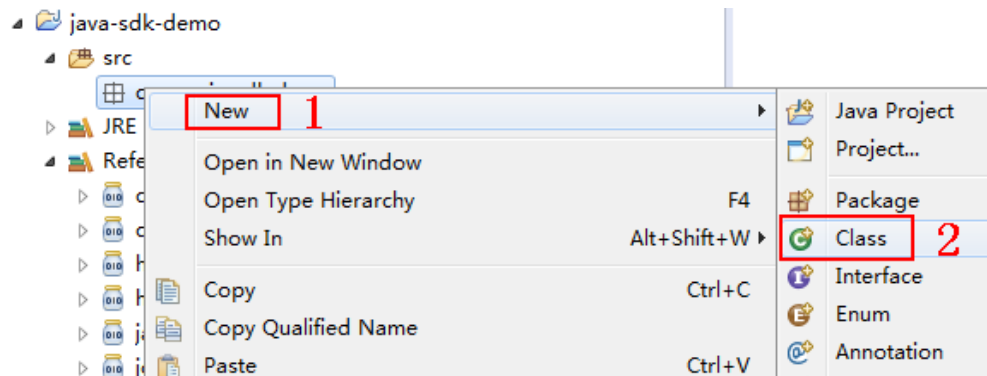 java-sdk-demo
src
JRE
New 1
Java Project
Project...
Open in New Window
Open Type Hierarchy F4
Package
Show In Alt+Shift+W
Class 2
Interface
Copy Ctrl+C
Enum
Copy Qualified Name
Annotation
Paste Ctrl+V